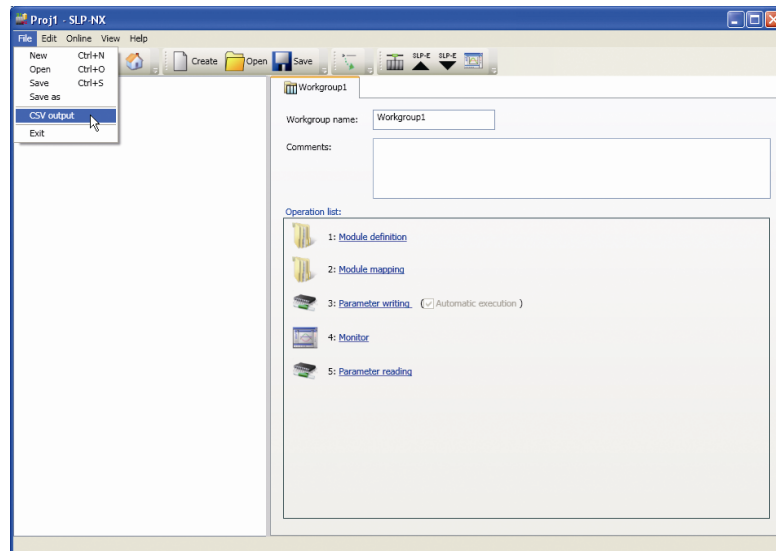 Proj1 - SLP-NX
File Edit Online View Help
New Ctrl+N
Open Ctrl+O
Save Ctrl+S
Save as
CSV output
Exit
Create Open Save SLP-E SLP-E
Workgroup1
Workgroup name: Workgroup1
Comments:
Operation list:
1: Module definition
2: Module mapping
3: Parameter writing ( Automatic execution )
4: Monitor
5: Parameter reading